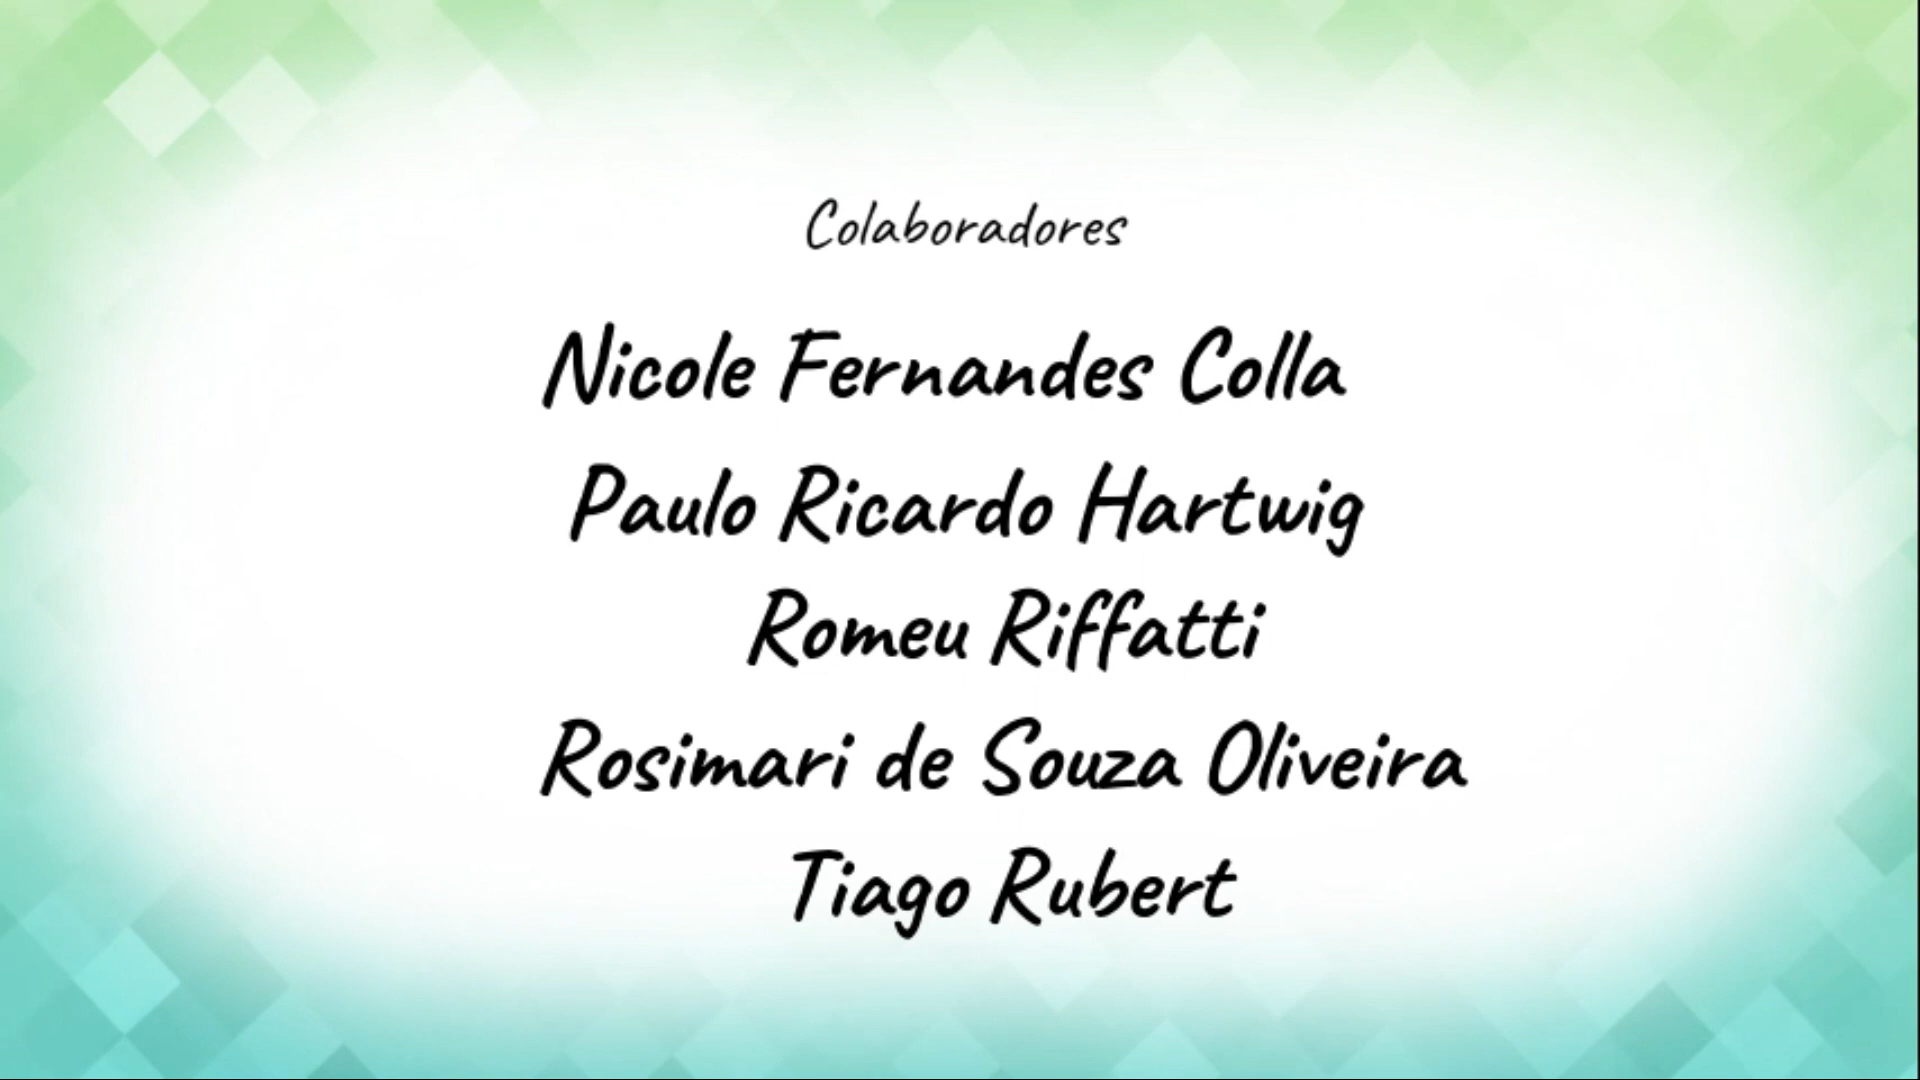 Colaboradores
Nicole Fernandes Colla
Paulo Ricardo Hartwig
Romeu Riffatti
Rosimari de Souza Oliveira
Tiago Rubert